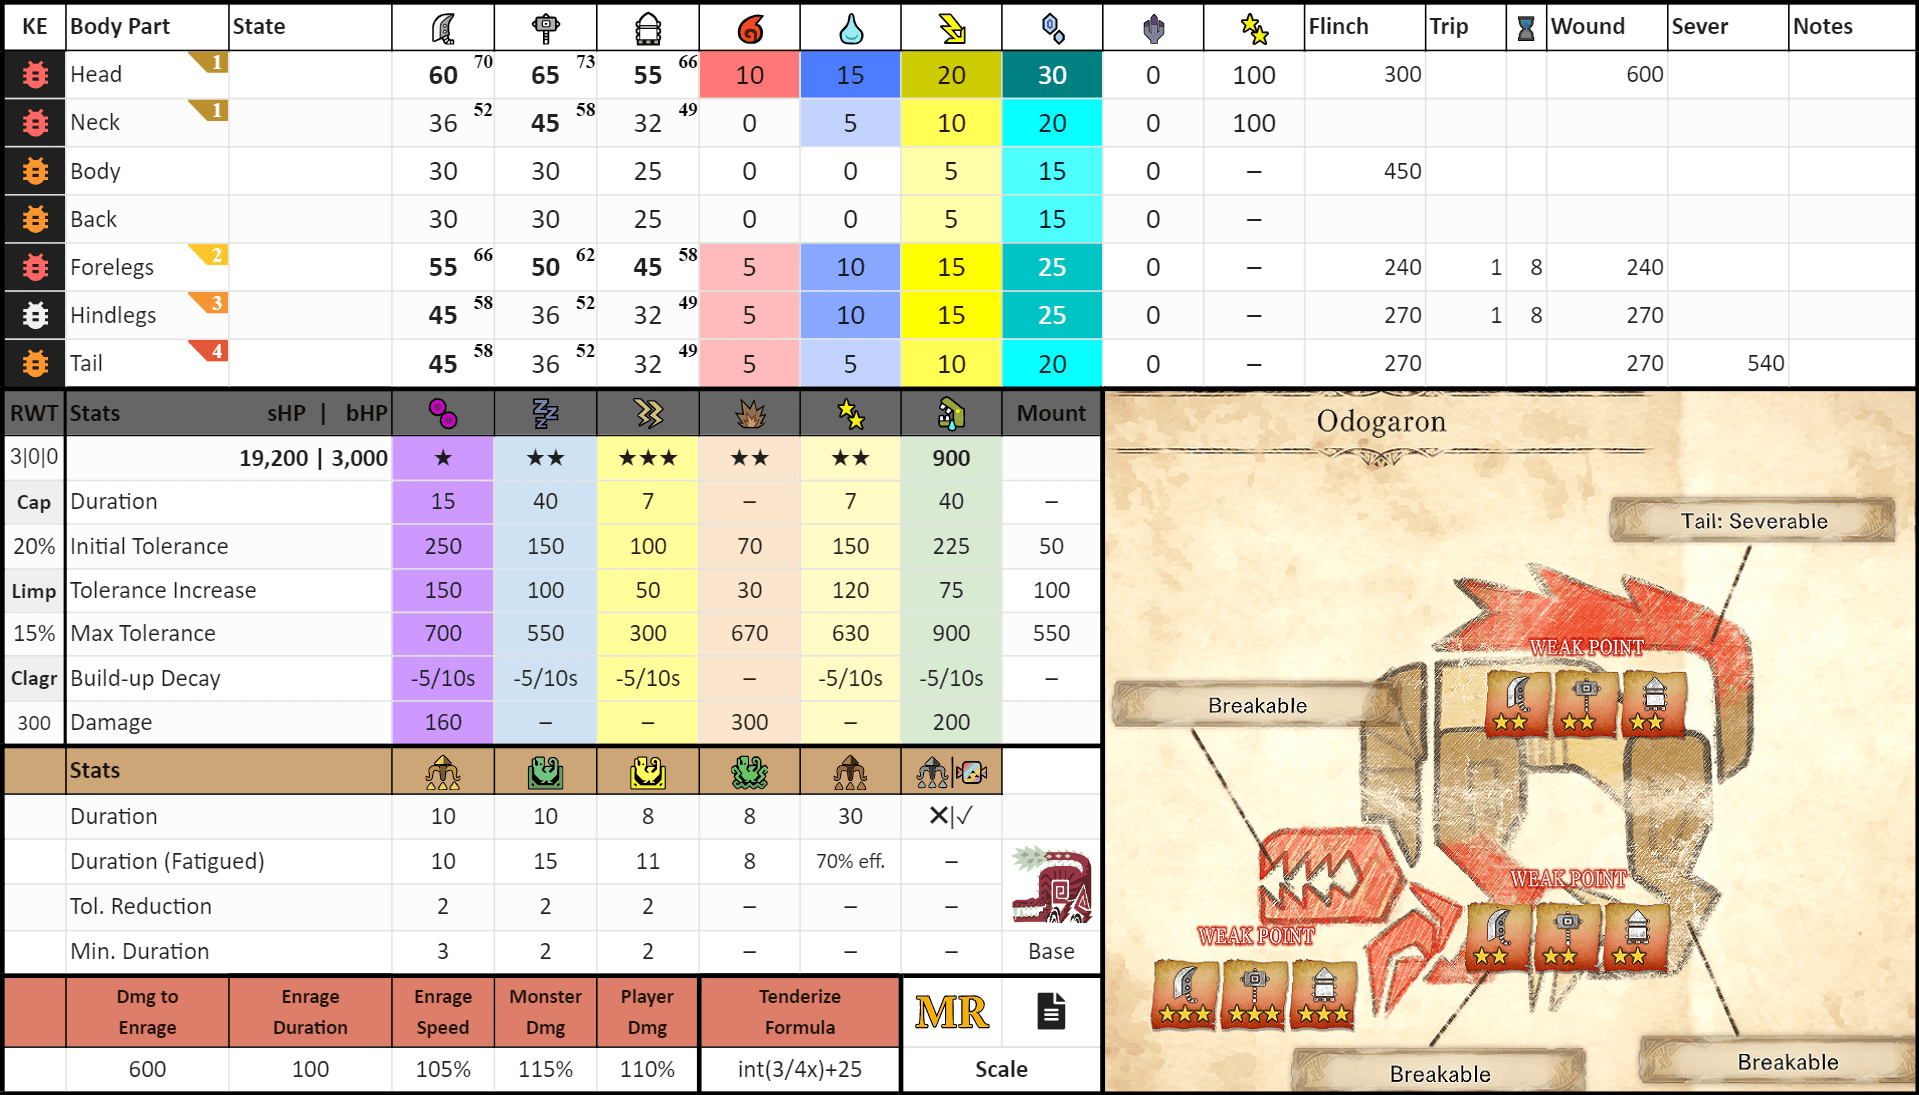 KE Body Part State Flinch Trip Wound Sever Notes
Head 1 60 70 65 73 55 66 10 15 20 30 0 100 300 600
Neck 1 36 52 45 58 32 49 0 5 10 20 0 100
Body 30 30 25 0 0 5 15 0 – 450
Back 30 30 25 0 0 5 15 0 –
Forelegs 2 55 66 50 62 45 58 5 10 15 25 0 – 240 1 8 240
Hindlegs 3 45 58 36 52 32 49 5 10 15 25 0 – 270 1 8 270
Tail 4 45 58 36 52 32 49 5 5 10 20 0 – 270 270 540
RWT Stats sHP | bHP Mount
3|0|0 19,200 | 3,000 ★ ★★ ★★★ ★★ ★★ 900
Cap Duration 15 40 7 – 7 40 –
20% Initial Tolerance 250 150 100 70 150 225 50
Limp Tolerance Increase 150 100 50 30 120 75 100
15% Max Tolerance 700 550 300 670 630 900 550
Clagr Build-up Decay -5/10s -5/10s -5/10s – -5/10s -5/10s –
300 Damage 160 – – 300 – 200
Stats
Duration 10 10 8 8 30 ✕|✓
Duration (Fatigued) 10 15 11 8 70% eff. –
Tol. Reduction 2 2 2 – – –
Min. Duration 3 2 2 – – – Base
Dmg to Enrage Enrage Duration Enrage Speed Monster Dmg Player Dmg Tenderize Formula MR
600 100 105% 115% 110% int(3/4x)+25 Scale
Odogaron
Tail: Severable
WEAK POINT
Breakable
WEAK POINT
WEAK POINT
Breakable
Breakable